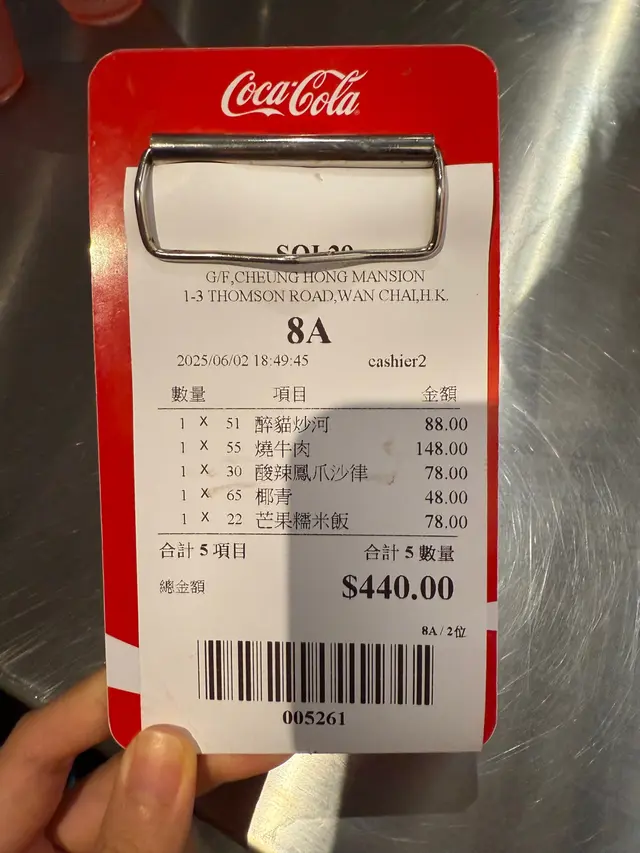 Coca-Cola
G/F,CHEUNG HONG MANSION
1-3 THOMSON ROAD,WAN CHAI,H.K.
8A
2025/06/02 18:49:45 cashier2
數量 項目 金額
1 X 51 醉貓炒河 88.00
1 X 55 燒牛肉 148.00
1 X 30 酸辣鳳爪沙律 78.00
1 X 65 椰青 48.00
1 X 22 芒果糯米飯 78.00
合計 5 項目 合計 5 數量
總金額 $440.00
8A / 2位
005261